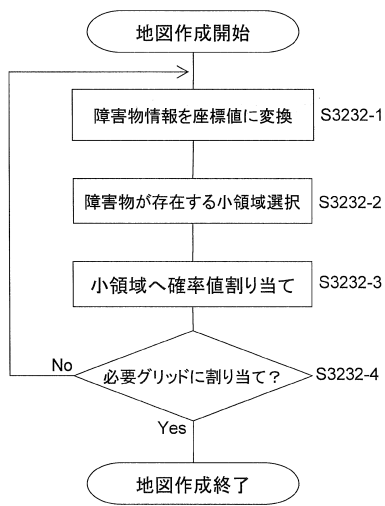 地図作成開始
障害物情報を座標値に変換 S3232-1
障害物が存在する小領域選択 S3232-2
小領域へ確率値割り当て S3232-3
No
必要グリッドに割り当て？ S3232-4
Yes
地図作成終了